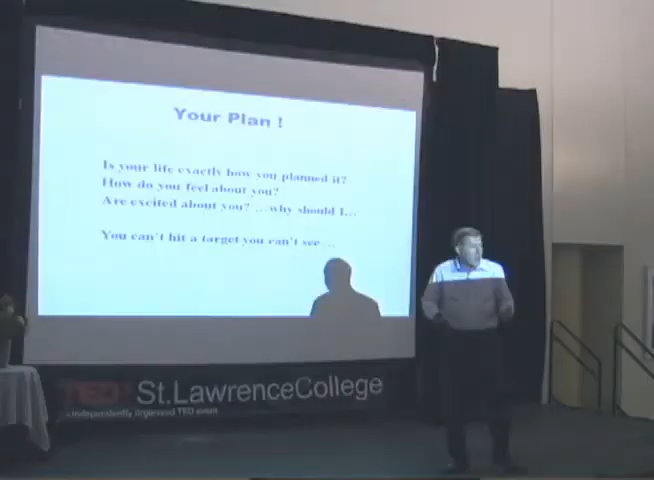 Your Plan !
Is your life exactly how you planned it?
How do you feel about you?
Are excited about you? ...why should I...
You can't hit a target you can't see ...
TEDx St.LawrenceCollege
x = independently organized TED event